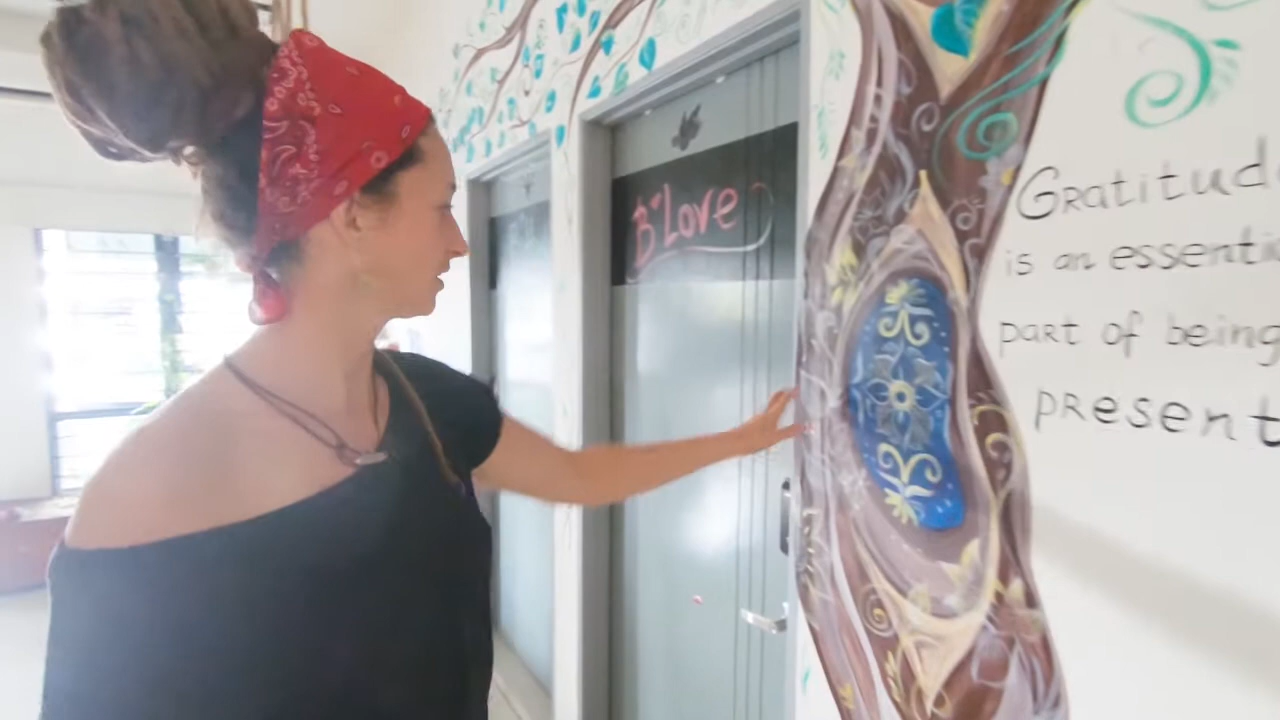 B"Love
Gratitud
is an essenti
part of being
present